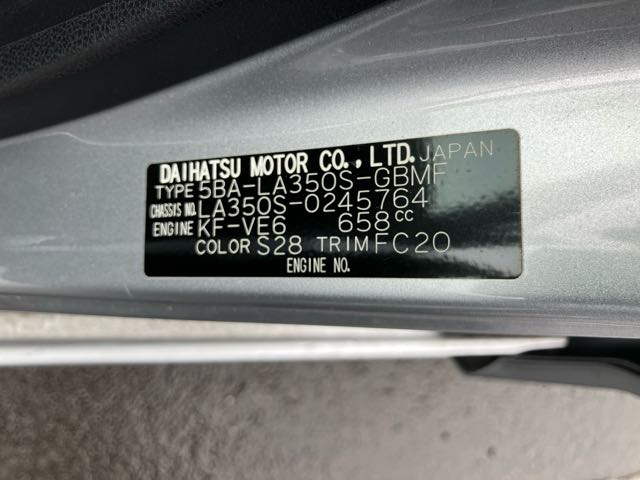 DAIHATSU MOTOR CO., LTD. JAPAN
TYPE 5BA-LA350S-GBMF
CHASSIS NO. LA350S-0245764
ENGINE KF-VE6 658cc
COLOR S28 TRIM FC20
ENGINE NO.